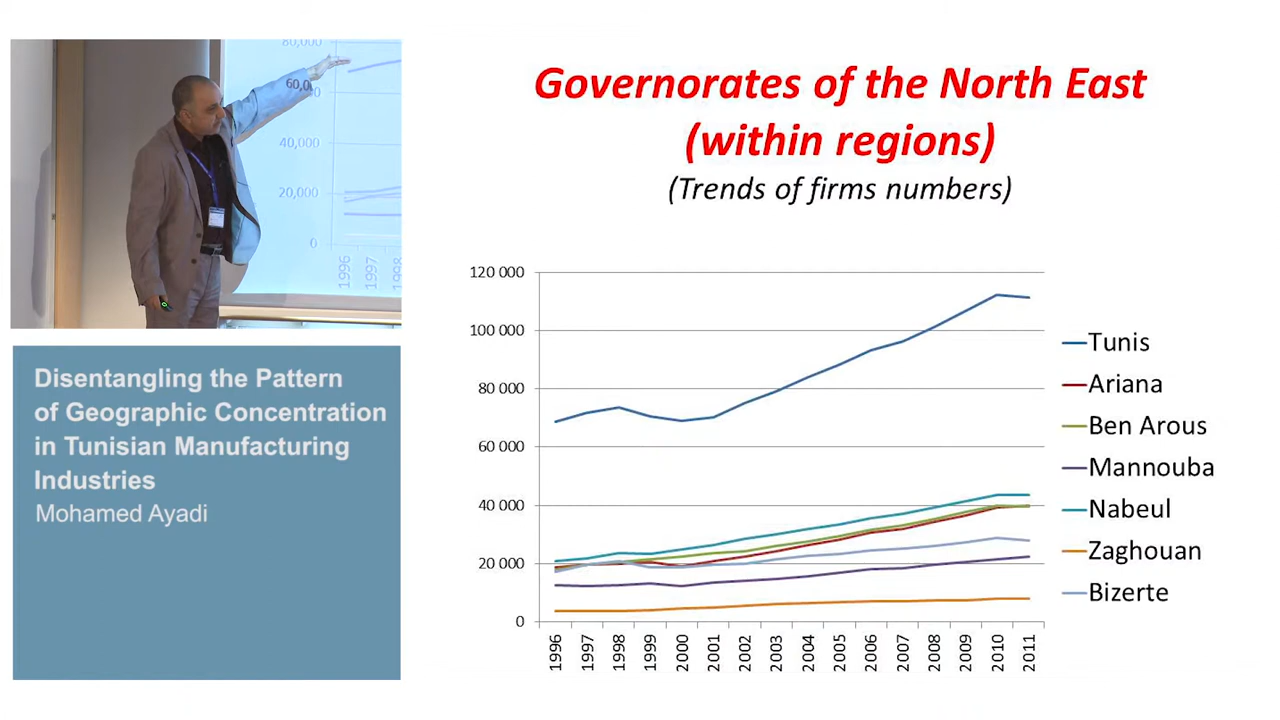 80,000
60,0
40,000
20,000
0
1996
1997
1998
Disentangling the Pattern
of Geographic Concentration
in Tunisian Manufacturing
Industries
Mohamed Ayadi
Governorates of the North East
(within regions)
(Trends of firms numbers)
120 000
100 000
80 000
60 000
40 000
20 000
0
1996
1997
1998
1999
2000
2001
2002
2003
2004
2005
2006
2007
2008
2009
2010
2011
Tunis
Ariana
Ben Arous
Mannouba
Nabeul
Zaghouan
Bizerte